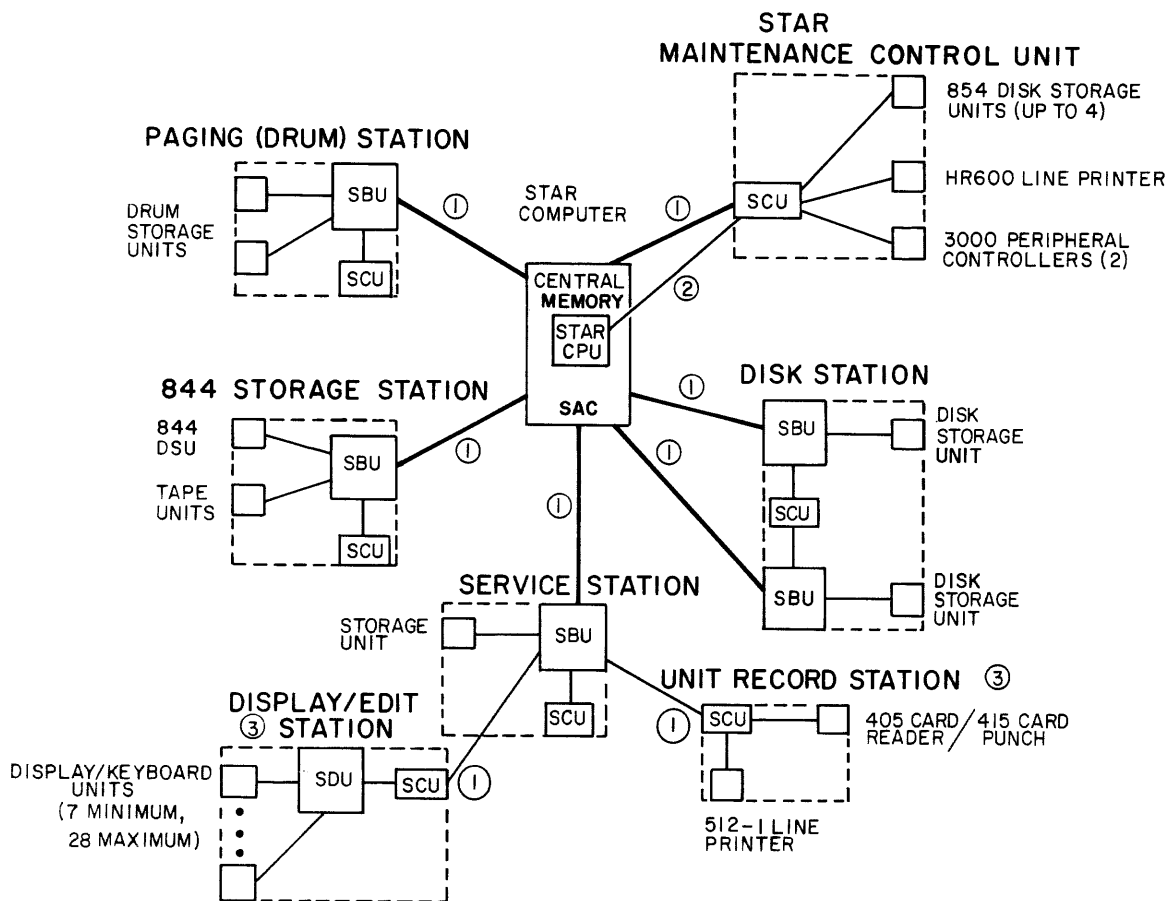 STAR
MAINTENANCE CONTROL UNIT
854 DISK STORAGE
UNITS (UP TO 4)
HR600 LINE PRINTER
3000 PERIPHERAL
CONTROLLERS (2)
SCU
①
②
PAGING (DRUM) STATION
SBU
DRUM
STORAGE
UNITS
SCU
①
STAR
COMPUTER
CENTRAL
MEMORY
STAR
CPU
SAC
844 STORAGE STATION
844
DSU
SBU
TAPE
UNITS
SCU
①
DISK STATION
①
SBU
DISK
STORAGE
UNIT
①
SCU
SBU
DISK
STORAGE
UNIT
①
SERVICE STATION
STORAGE
UNIT
SBU
SCU
UNIT RECORD STATION ③
①
SCU
405 CARD / 415 CARD
READER / PUNCH
512-1 LINE
PRINTER
DISPLAY/EDIT
③ STATION
DISPLAY/KEYBOARD
UNITS
(7 MINIMUM,
28 MAXIMUM)
SDU
SCU
①